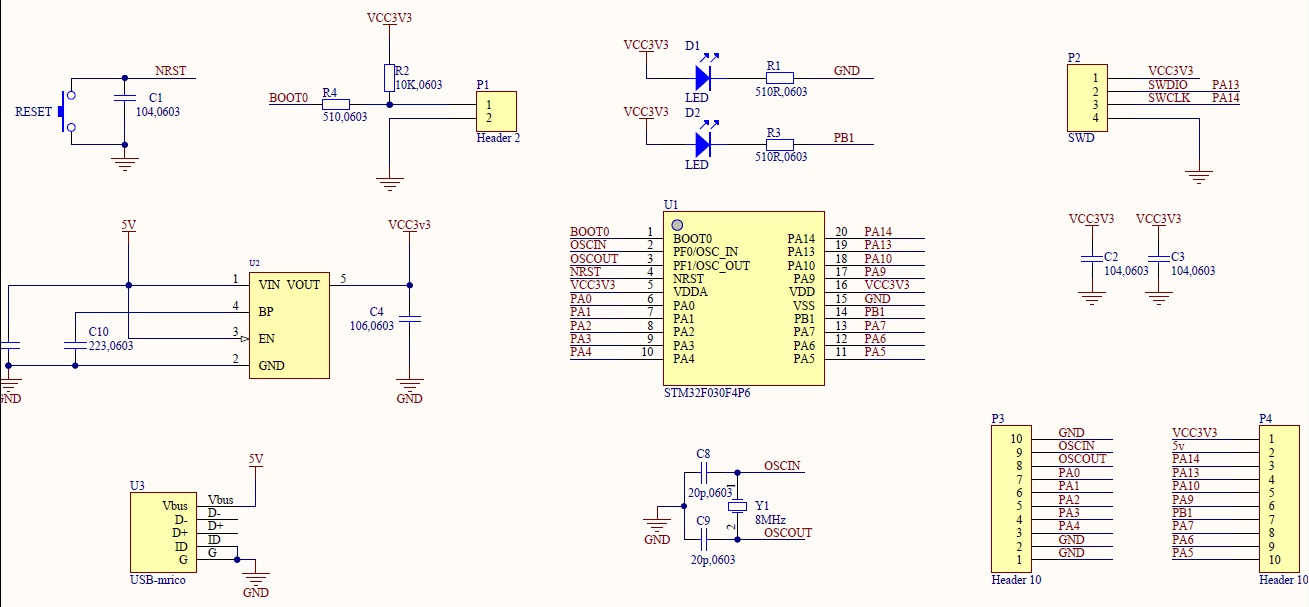 NRST
RESET
C1
104,0603
VCC3V3
R2
10K,0603
BOOT0
R4
510,0603
P1
1
2
Header 2
VCC3V3
D1
LED
R1
510R,0603
GND
VCC3V3
D2
LED
R3
510R,0603
PB1
P2
1 VCC3V3
2 SWDIO PA13
3 SWCLK PA14
4
SWD
5V
U2
1 VIN VOUT 5
4 BP
3 EN
2 GND
C10
223,0603
GND
VCC3v3
C4
106,0603
GND
U1
BOOT0 1 BOOT0 PA14 20 PA14
OSCIN 2 PF0/OSC_IN PA13 19 PA13
OSCOUT 3 PF1/OSC_OUT PA10 18 PA10
NRST 4 NRST PA9 17 PA9
VCC3V3 5 VDDA VDD 16 VCC3V3
PA0 6 PA0 VSS 15 GND
PA1 7 PA1 PB1 14 PB1
PA2 8 PA2 PA7 13 PA7
PA3 9 PA3 PA6 12 PA6
PA4 10 PA4 PA5 11 PA5
STM32F030F4P6
VCC3V3
C2
104,0603
VCC3V3
C3
104,0603
5V
U3
Vbus Vbus
D- D-
D+ D+
ID ID
G G
USB-mrico
GND
C8
20p,0603
OSCIN
1
Y1
8MHz
2
GND
C9
20p,0603
OSCOUT
P3
10 GND
9 OSCIN
8 OSCOUT
7 PA0
6 PA1
5 PA2
4 PA3
3 PA4
2 GND
1 GND
Header 10
P4
VCC3V3 1
5v 2
PA14 3
PA13 4
PA10 5
PA9 6
PB1 7
PA7 8
PA6 9
PA5 10
Header 10